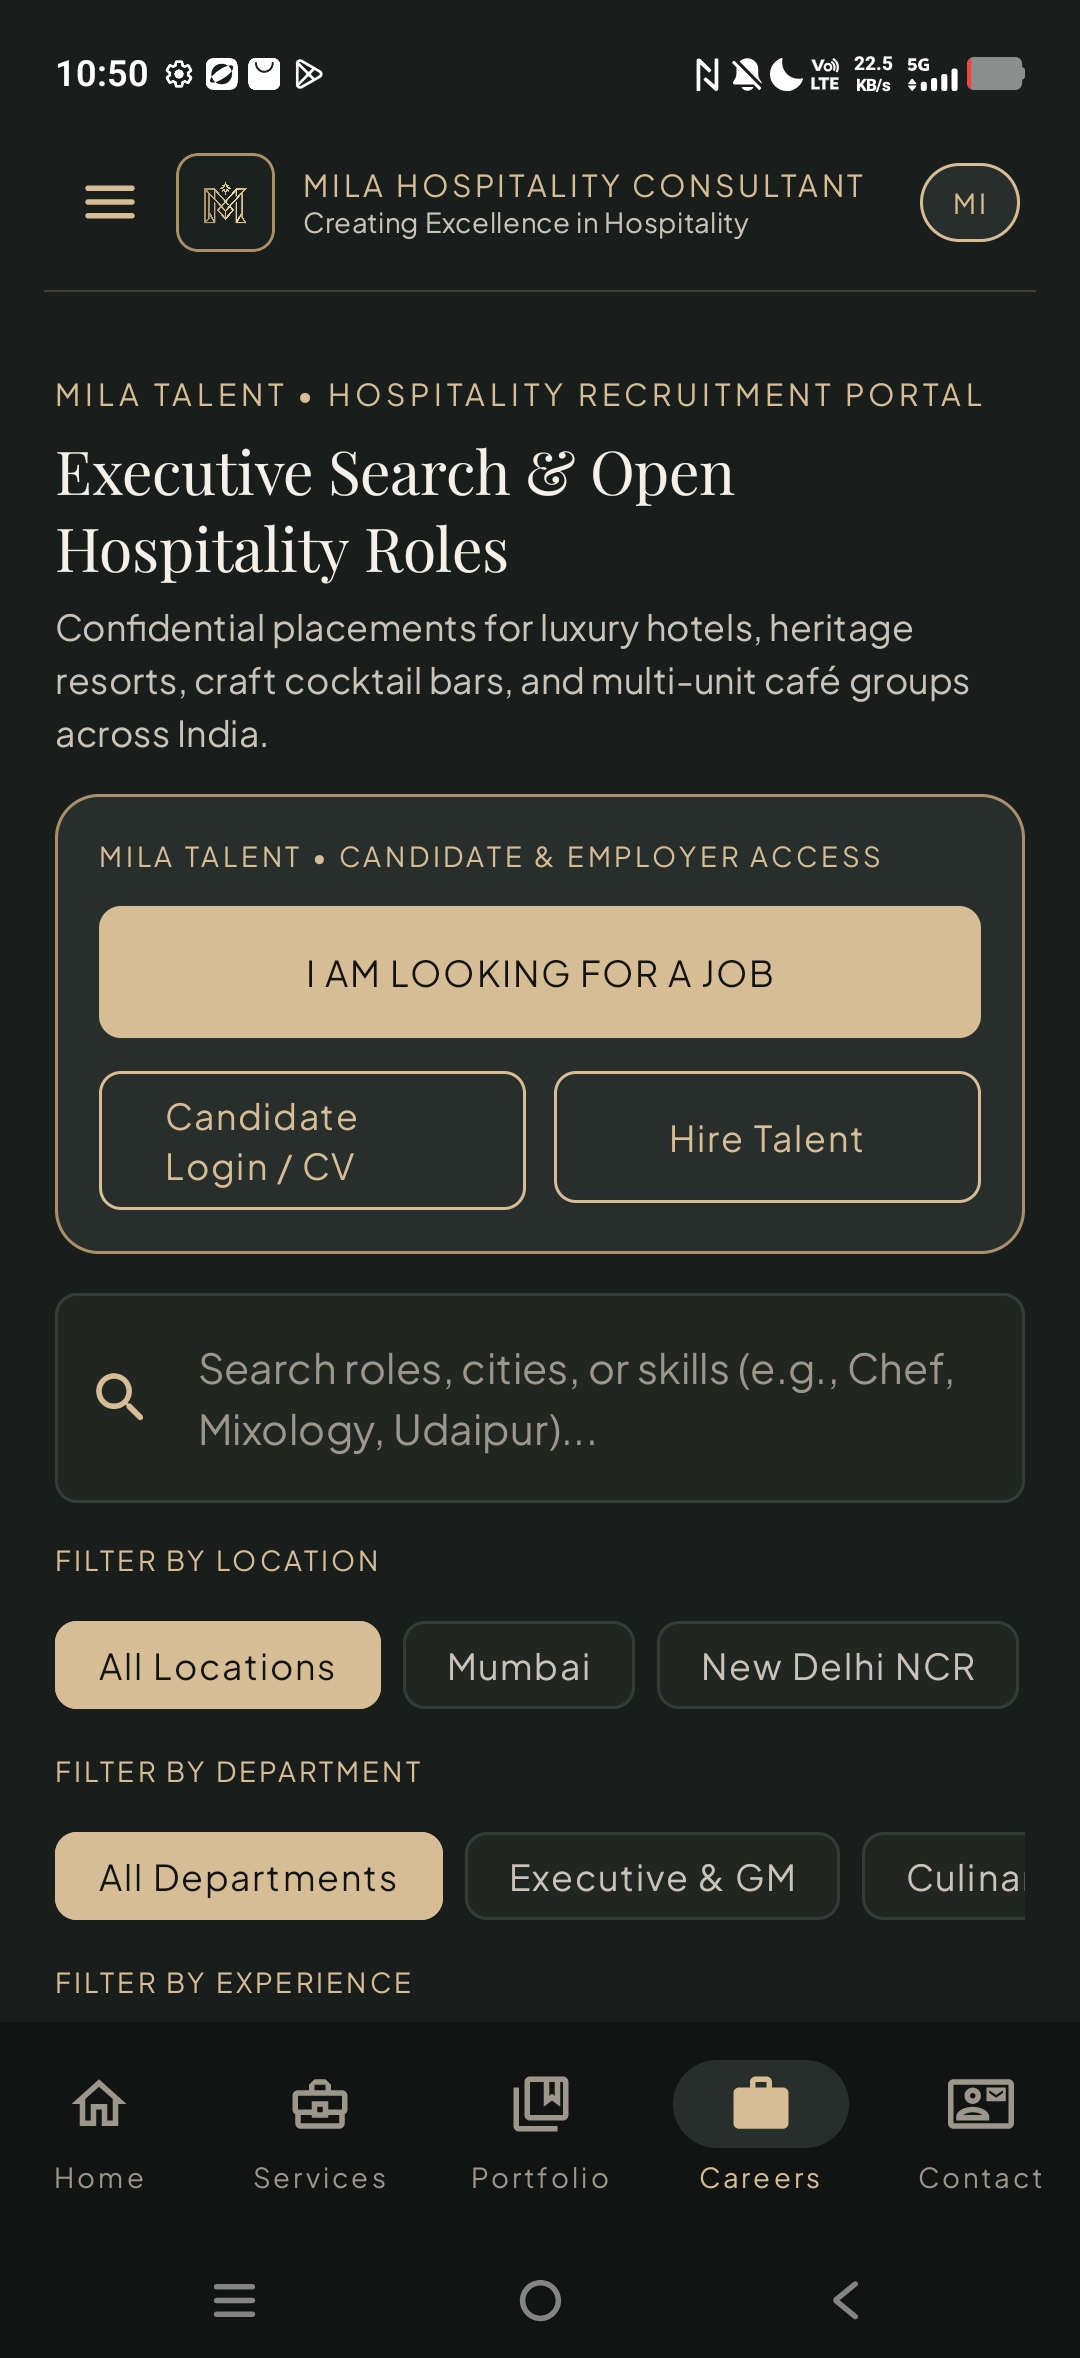 10:50
Vo)) LTE
22.5 KB/s
5G
MILA HOSPITALITY CONSULTANT
Creating Excellence in Hospitality
MI
MILA TALENT • HOSPITALITY RECRUITMENT PORTAL
Executive Search & Open
Hospitality Roles
Confidential placements for luxury hotels, heritage
resorts, craft cocktail bars, and multi-unit café groups
across India.
MILA TALENT • CANDIDATE & EMPLOYER ACCESS
I AM LOOKING FOR A JOB
Candidate
Login / CV
Hire Talent
Search roles, cities, or skills (e.g., Chef,
Mixology, Udaipur)...
FILTER BY LOCATION
All Locations
Mumbai
New Delhi NCR
FILTER BY DEPARTMENT
All Departments
Executive & GM
Culina
FILTER BY EXPERIENCE
Home
Services
Portfolio
Careers
Contact